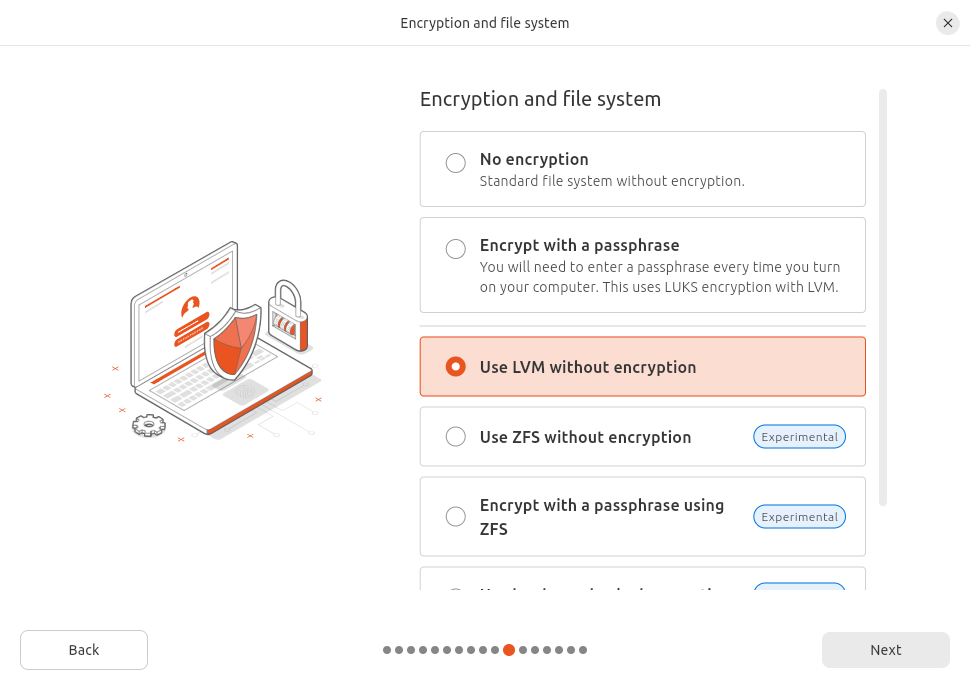 Encryption and file system
Encryption and file system
No encryption
Standard file system without encryption.
Encrypt with a passphrase
You will need to enter a passphrase every time you turn
on your computer. This uses LUKS encryption with LVM.
Use LVM without encryption
Use ZFS without encryption
Experimental
Encrypt with a passphrase using
ZFS
Experimental
Back
Next